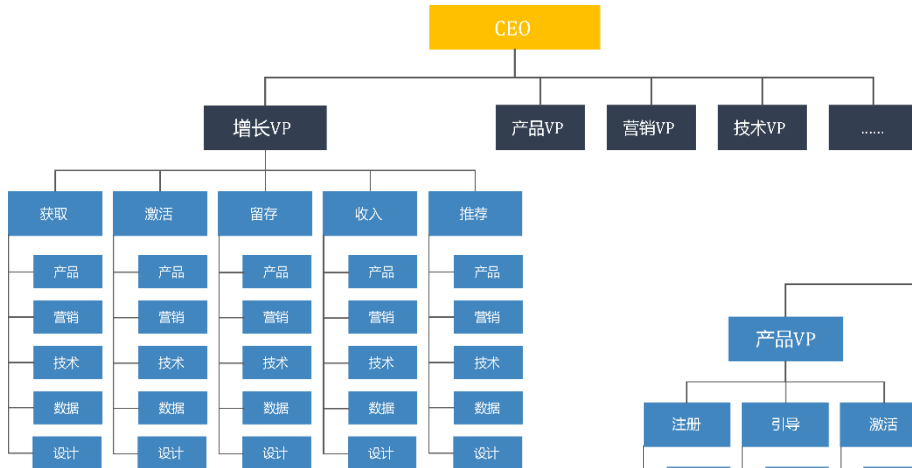 CEO
增长VP 产品VP 营销VP 技术VP ......
获取 激活 留存 收入 推荐
产品 产品 产品 产品 产品
营销 营销 营销 营销 营销
技术 技术 技术 技术 技术
数据 数据 数据 数据 数据
设计 设计 设计 设计 设计
产品VP
注册 引导 激活